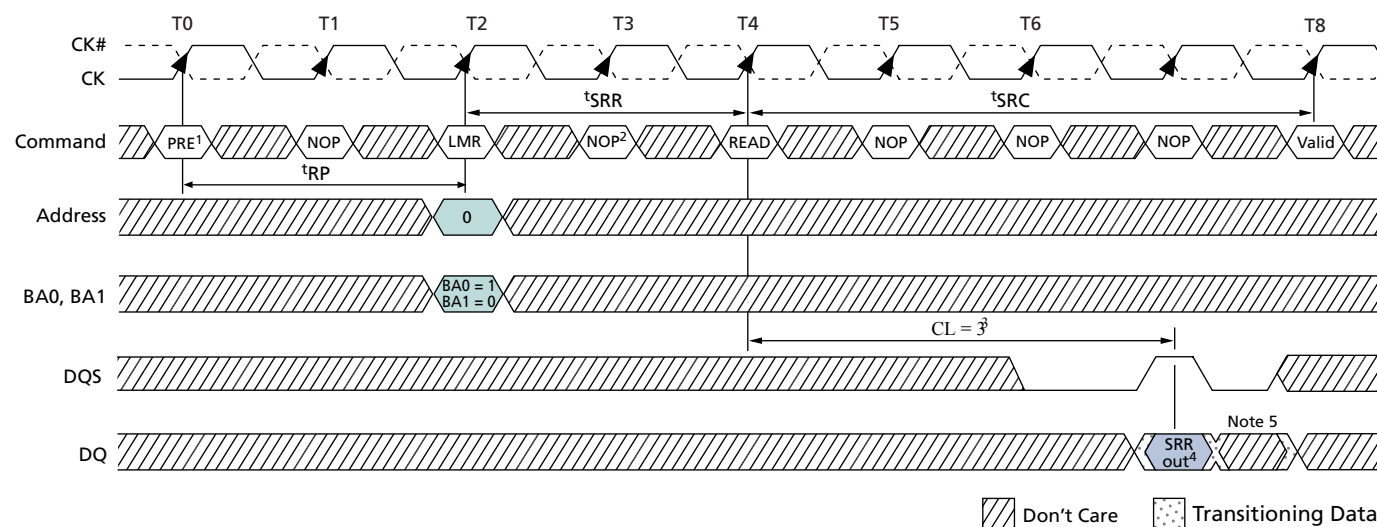 T0 T1 T2 T3 T4 T5 T6 T8
CK#
CK
tSRR tSRC
Command PRE1 NOP LMR NOP2 READ NOP NOP NOP Valid
tRP
Address 0
BA0, BA1 BA0 = 1
BA1 = 0
CL = 33
DQS
Note 5
DQ SRR
out4
Don't Care Transitioning Data